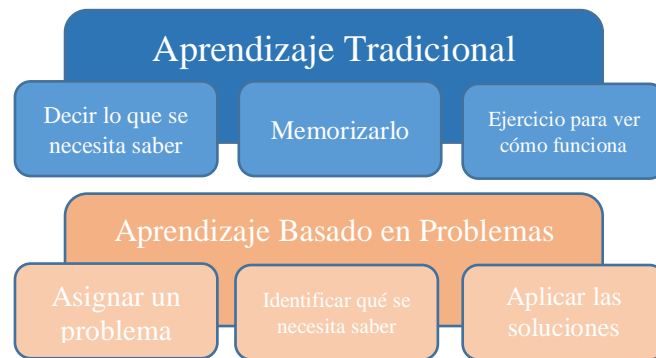 Aprendizaje Tradicional
Decir lo que se
necesita saber
Memorizarlo
Ejercicio para ver
cómo funciona
Aprendizaje Basado en Problemas
Asignar un
problema
Identificar qué se
necesita saber
Aplicar las
soluciones